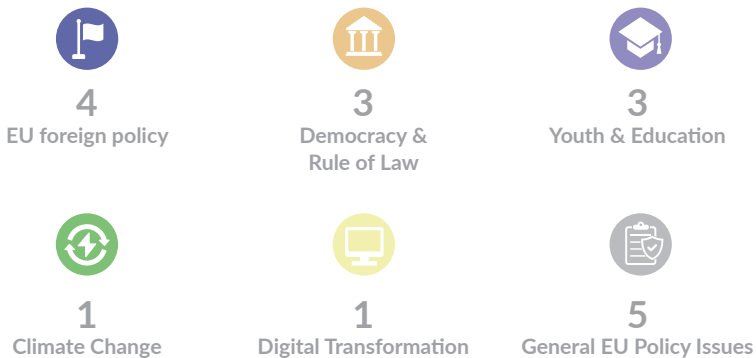 4
EU foreign policy
3
Democracy &
Rule of Law
3
Youth & Education
1
Climate Change
1
Digital Transformation
5
General EU Policy Issues